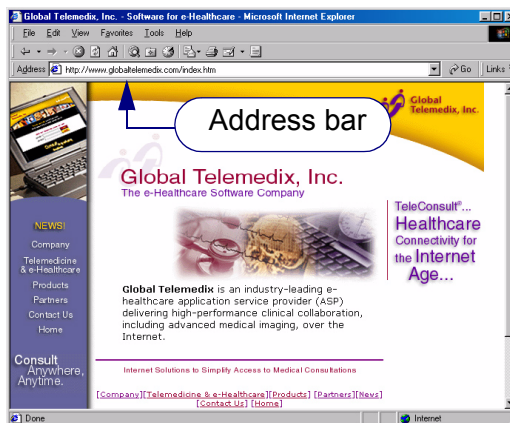 Global Telemedix, Inc. - Software for e-Healthcare - Microsoft Internet Explorer
File Edit View Favorites Tools Help
Address http://www.globaltelemedix.com/index.htm Go Links
Address bar
Global
Telemedix, Inc.
Global Telemedix, Inc.
The e-Healthcare Software Company
NEWS!
Company
Telemedicine
& e-Healthcare
Products
Partners
Contact Us
Home
Consult
Anywhere,
Anytime.
TeleConsult®...
Healthcare
Connectivity for
the Internet
Age...
Global Telemedix is an industry-leading e-
healthcare application service provider (ASP)
delivering high-performance clinical collaboration,
including advanced medical imaging, over the
Internet.
Internet Solutions to Simplify Access to Medical Consultations
[Company][Telemedicine & e-Healthcare][Products] [Partners][News]
[Contact Us] [Home]
Done Internet